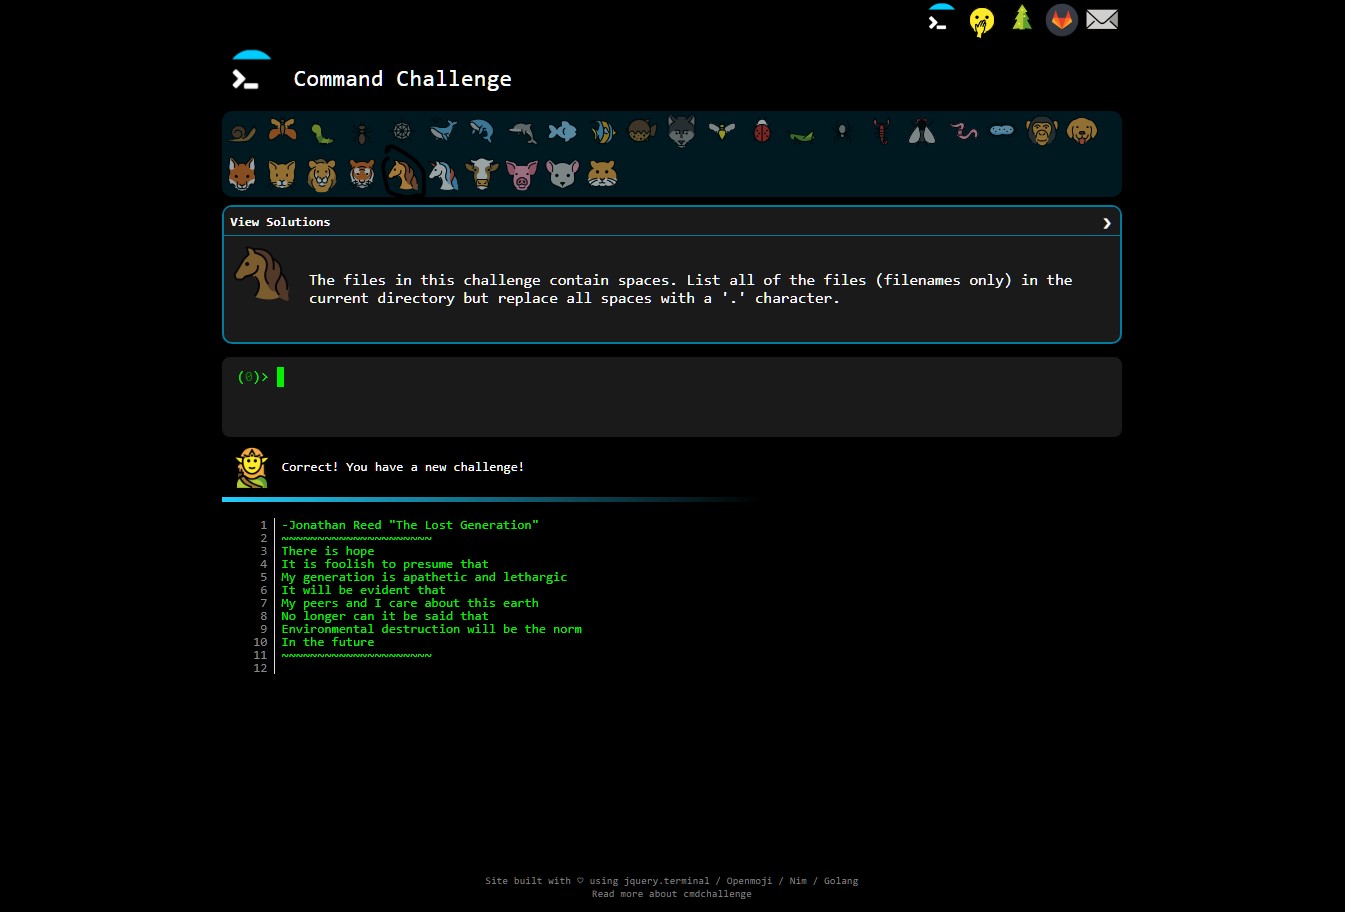 Command Challenge
View Solutions
The files in this challenge contain spaces. List all of the files (filenames only) in the
current directory but replace all spaces with a '.' character.
(0)>
Correct! You have a new challenge!
1 -Jonathan Reed "The Lost Generation"
2 ~~~~~~~~~~~~~~~~~~~~~
3 There is hope
4 It is foolish to presume that
5 My generation is apathetic and lethargic
6 It will be evident that
7 My peers and I care about this earth
8 No longer can it be said that
9 Environmental destruction will be the norm
10 In the future
11 ~~~~~~~~~~~~~~~~~~~~~
12
Site built with ♡ using jquery.terminal / Openmoji / Nim / Golang
Read more about cmdchallenge